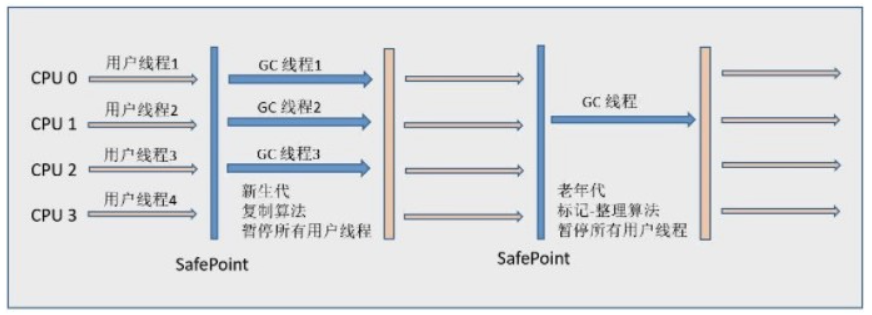 CPU 0
用户线程1
GC 线程1
CPU 1
用户线程2
GC 线程2
GC 线程
CPU 2
用户线程3
GC 线程3
CPU 3
用户线程4
新生代
复制算法
暂停所有用户线程
老年代
标记-整理算法
暂停所有用户线程
SafePoint
SafePoint